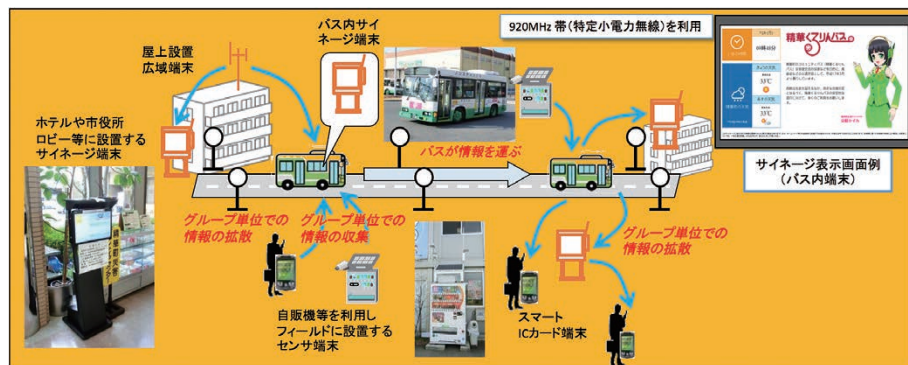 920MHz 帯(特定小電力無線)を利用
バス内サイ
ネージ端末
屋上設置
広域端末
精華くるりんバス
ホテルや市役所
ロビー等に設置する
サイネージ端末
バスが情報を運ぶ
サイネージ表示画面例
(バス内端末)
グループ単位での
情報の拡散
グループ単位での
情報の収集
グループ単位での
情報の拡散
自販機等を利用し
フィールドに設置する
センサ端末
スマート
ICカード端末